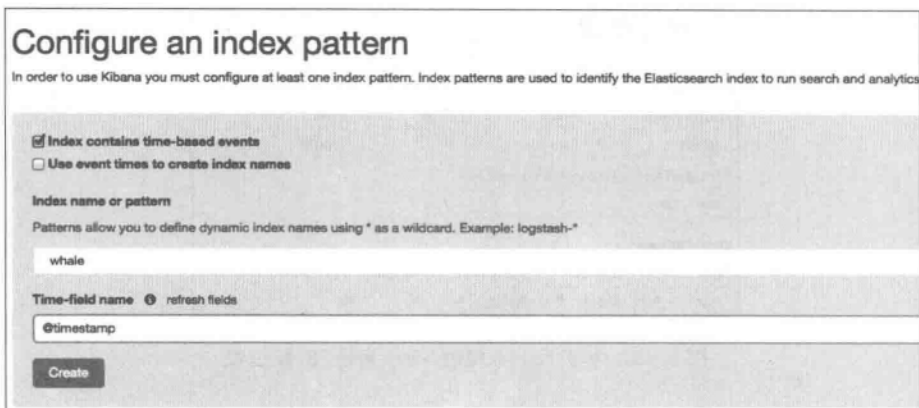 Configure an index pattern
In order to use Kibana you must configure at least one index pattern. Index patterns are used to identify the Elasticsearch index to run search and analytics
Index contains time-based events
Use event times to create index names
Index name or pattern
Patterns allow you to define dynamic index names using * as a wildcard. Example: logstash-*
whale
Time-field name refresh fields
@timestamp
Create